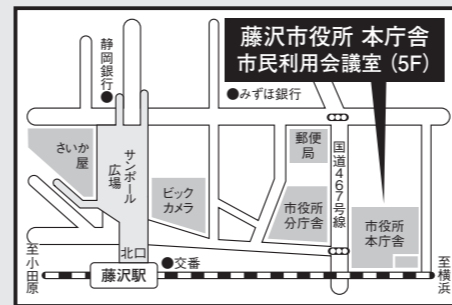 藤沢市役所 本庁舎
市民利用会議室 (5F)
静岡銀行
みずほ銀行
さいか屋
サンパール広場
ビックカメラ
郵便局
国道467号線
市役所分庁舎
市役所本庁舎
北口
交番
至小田原
藤沢駅
至横浜